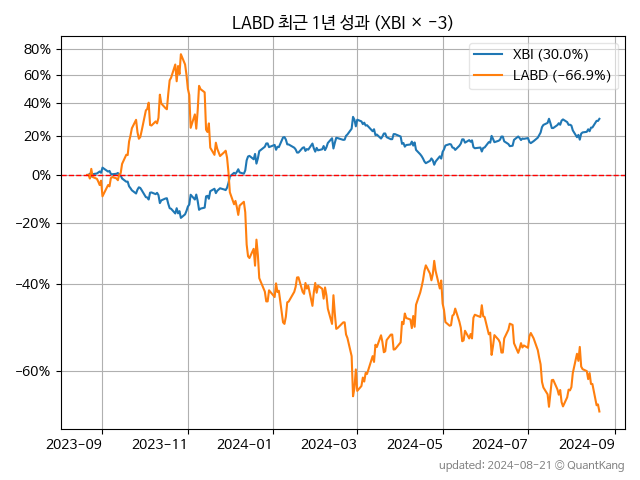 LABD 최근 1년 성과 (XBI × −3)
XBI (30.0%)
LABD (−66.9%)
80%
60%
40%
20%
0%
−20%
−40%
−60%
2023-09 2023-11 2024-01 2024-03 2024-05 2024-07 2024-09
updated: 2024-08-21 © QuantKang